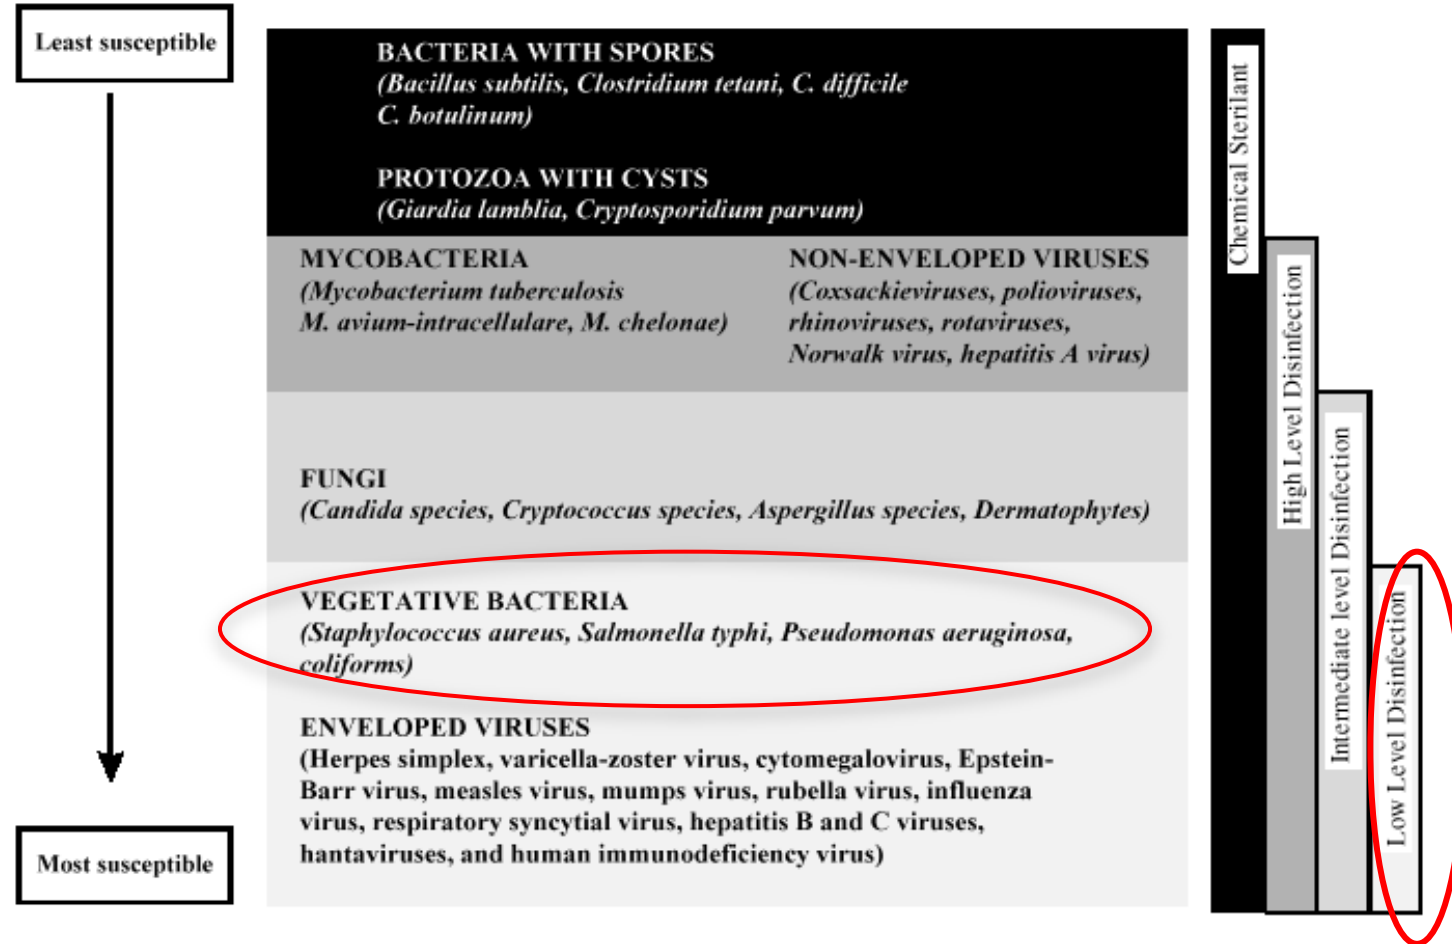 Least susceptible
BACTERIA WITH SPORES
(Bacillus subtilis, Clostridium tetani, C. difficile
C. botulinum)
PROTOZOA WITH CYSTS
(Giardia lamblia, Cryptosporidium parvum)
MYCOBACTERIA
(Mycobacterium tuberculosis
M. avium-intracellulare, M. chelonae)
NON-ENVELOPED VIRUSES
(Coxsackieviruses, polioviruses,
rhinoviruses, rotaviruses,
Norwalk virus, hepatitis A virus)
FUNGI
(Candida species, Cryptococcus species, Aspergillus species, Dermatophytes)
VEGETATIVE BACTERIA
(Staphylococcus aureus, Salmonella typhi, Pseudomonas aeruginosa,
coliforms)
ENVELOPED VIRUSES
(Herpes simplex, varicella-zoster virus, cytomegalovirus, Epstein-
Barr virus, measles virus, mumps virus, rubella virus, influenza
virus, respiratory syncytial virus, hepatitis B and C viruses,
hantaviruses, and human immunodeficiency virus)
Most susceptible
Chemical Sterilant
High Level Disinfection
Intermediate level Disinfection
Low Level Disinfection